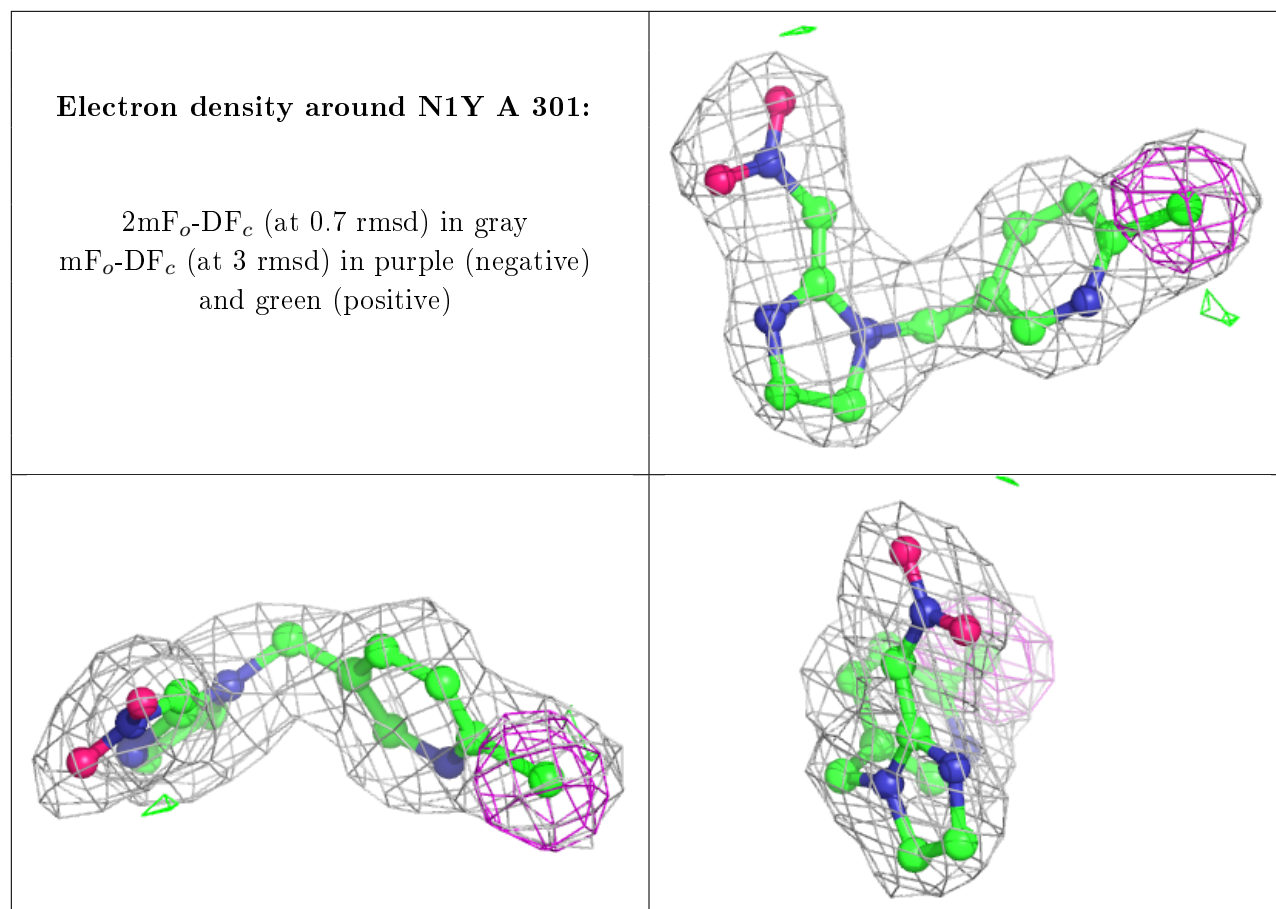 Electron density around N1Y A 301:
2mFo-DFc (at 0.7 rmsd) in gray
mFo-DFc (at 3 rmsd) in purple (negative)
and green (positive)